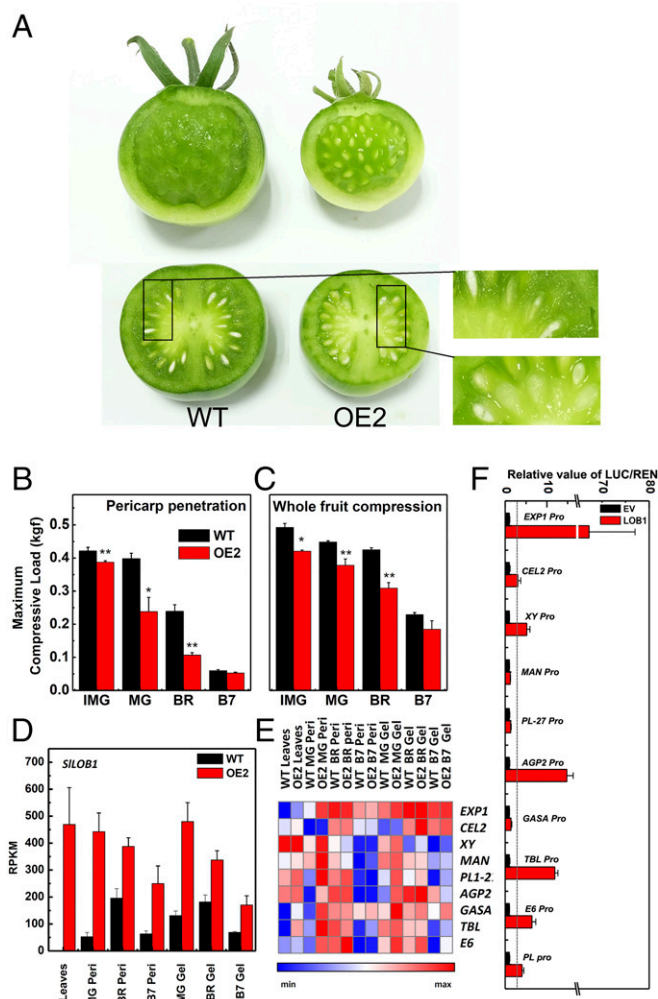 A
WT
OE2
B
Pericarp penetration
WT
OE2
Maximum
Compressive Load (kgf)
0.5
0.4
0.3
0.2
0.1
0.0
IMG MG BR B7
C
Whole fruit compression
IMG MG BR B7
D
SlLOB1
WT
OE2
RPKM
700
600
500
400
300
200
100
0
Leaves
MG Peri
BR Peri
B7 Peri
MG Gel
BR Gel
B7 Gel
E
WT Leaves
OE2 Leaves
WT MG Peri
OE2 MG Peri
WT BR Peri
OE2 BR peri
WT B7 Peri
OE2 B7 Peri
WT MG Gel
OE2 MG Gel
WT BR Gel
OE2 BR Gel
WT B7 Gel
OE2 B7 Gel
EXP1
CEL2
XY
MAN
PL1-2
AGP2
GASA
TBL
E6
min max
F
Relative value of LUC/REN
0 10 70 80
EV
LOB1
EXP1 Pro
CEL2 Pro
XY Pro
MAN Pro
PL-27 Pro
AGP2 Pro
GASA Pro
TBL Pro
E6 Pro
PL pro